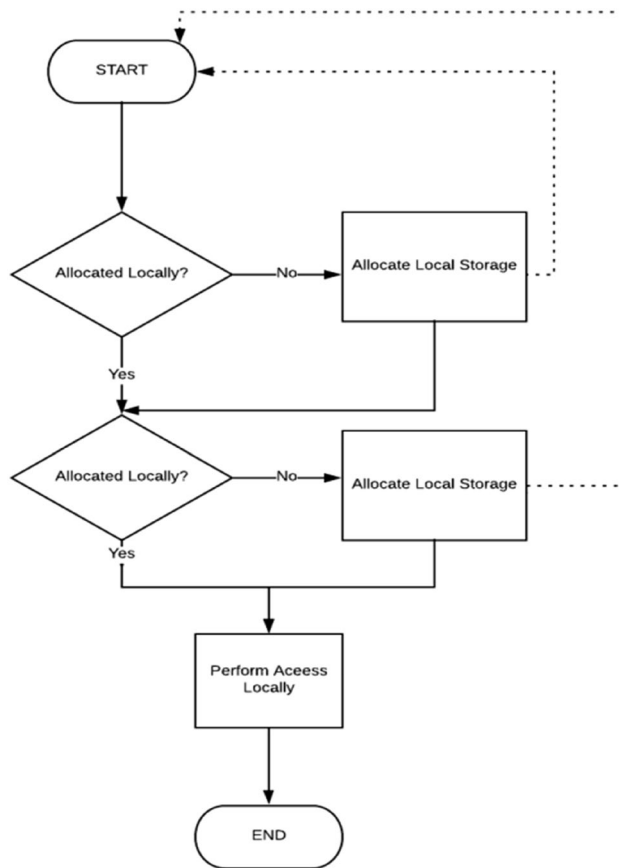 START
Allocated Locally?
No
Allocate Local Storage
Yes
Allocated Locally?
No
Allocate Local Storage
Yes
Perform Aceess
Locally
END